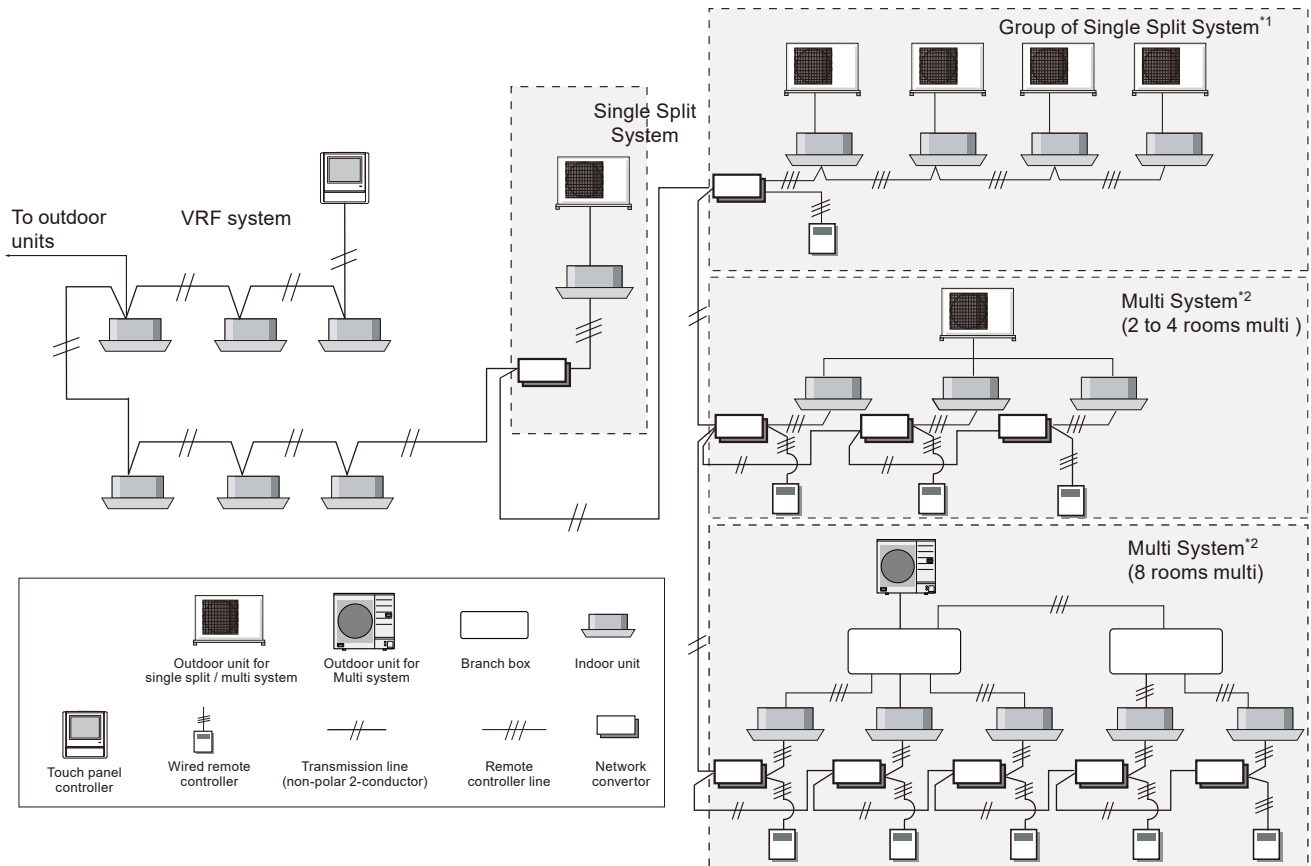 Group of Single Split System*1
Single Split
System
To outdoor
units
VRF system
Multi System*2
(2 to 4 rooms multi )
Multi System*2
(8 rooms multi)
Outdoor unit for
single split / multi system
Outdoor unit for
Multi system
Branch box
Indoor unit
Touch panel
controller
Wired remote
controller
Transmission line
(non-polar 2-conductor)
Remote
controller line
Network
convertor